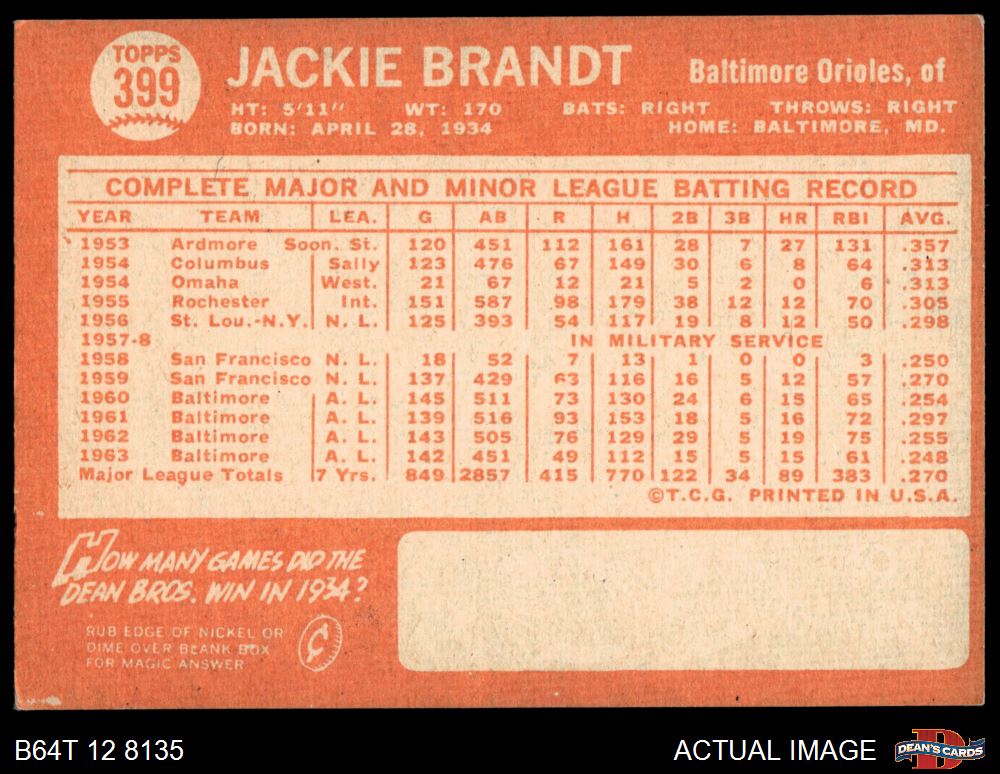 TOPPS
399
JACKIE BRANDT
Baltimore Orioles, of
HT: 5'11" WT: 170 BATS: RIGHT THROWS: RIGHT
BORN: APRIL 28, 1934 HOME: BALTIMORE, MD.
COMPLETE MAJOR AND MINOR LEAGUE BATTING RECORD
YEAR TEAM LEA. G AB R H 2B 3B HR RBI AVG.
1953 Ardmore Soon. St. 120 451 112 161 28 7 27 131 .357
1954 Columbus Sally 123 476 67 149 30 6 8 64 .313
1954 Omaha West. 21 67 12 21 5 2 0 6 .313
1955 Rochester Int. 151 587 98 179 38 12 12 70 .305
1956 St. Lou.-N.Y. N. L. 125 393 54 117 19 8 12 50 .298
1957-8 IN MILITARY SERVICE
1958 San Francisco N. L. 18 52 7 13 1 0 0 3 .250
1959 San Francisco N. L. 137 429 63 116 16 5 12 57 .270
1960 Baltimore A. L. 145 511 73 130 24 6 15 65 .254
1961 Baltimore A. L. 139 516 93 153 18 5 16 72 .297
1962 Baltimore A. L. 143 505 76 129 29 5 19 75 .255
1963 Baltimore A. L. 142 451 49 112 15 5 15 61 .248
Major League Totals 7 Yrs. 849 2857 415 770 122 34 89 383 .270
©T.C.G. PRINTED IN U.S.A.
HOW MANY GAMES DID THE
DEAN BROS. WIN IN 1934?
RUB EDGE OF NICKEL OR
DIME OVER BLANK BOX
FOR MAGIC ANSWER
B64T 12 8135
ACTUAL IMAGE
DEAN'S CARDS